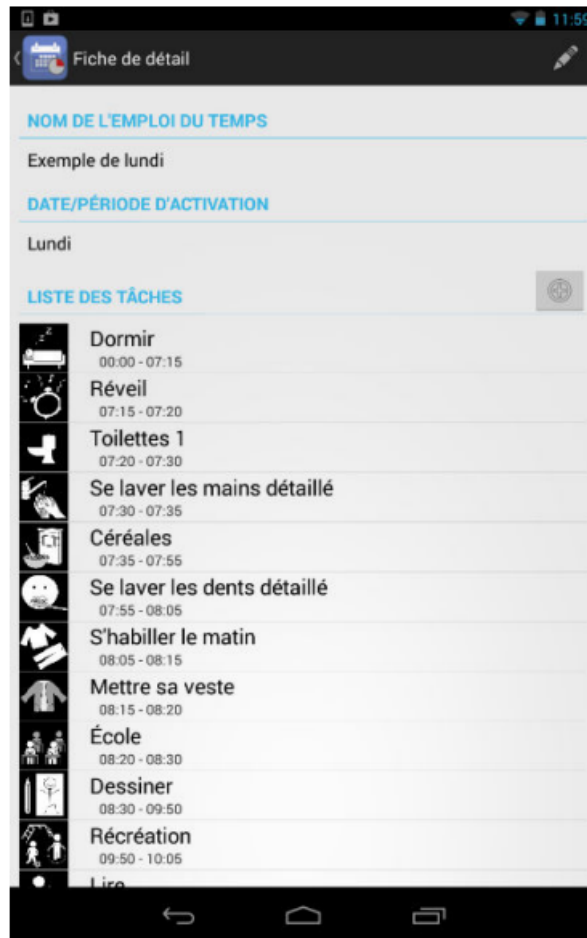 11:59
Fiche de détail
NOM DE L'EMPLOI DU TEMPS
Exemple de lundi
DATE/PÉRIODE D'ACTIVATION
Lundi
LISTE DES TÂCHES
Dormir
00:00 - 07:15
Réveil
07:15 - 07:20
Toilettes 1
07:20 - 07:30
Se laver les mains détaillé
07:30 - 07:35
Céréales
07:35 - 07:55
Se laver les dents détaillé
07:55 - 08:05
S'habiller le matin
08:05 - 08:15
Mettre sa veste
08:15 - 08:20
École
08:20 - 08:30
Dessiner
08:30 - 09:50
Récréation
09:50 - 10:05
Lire